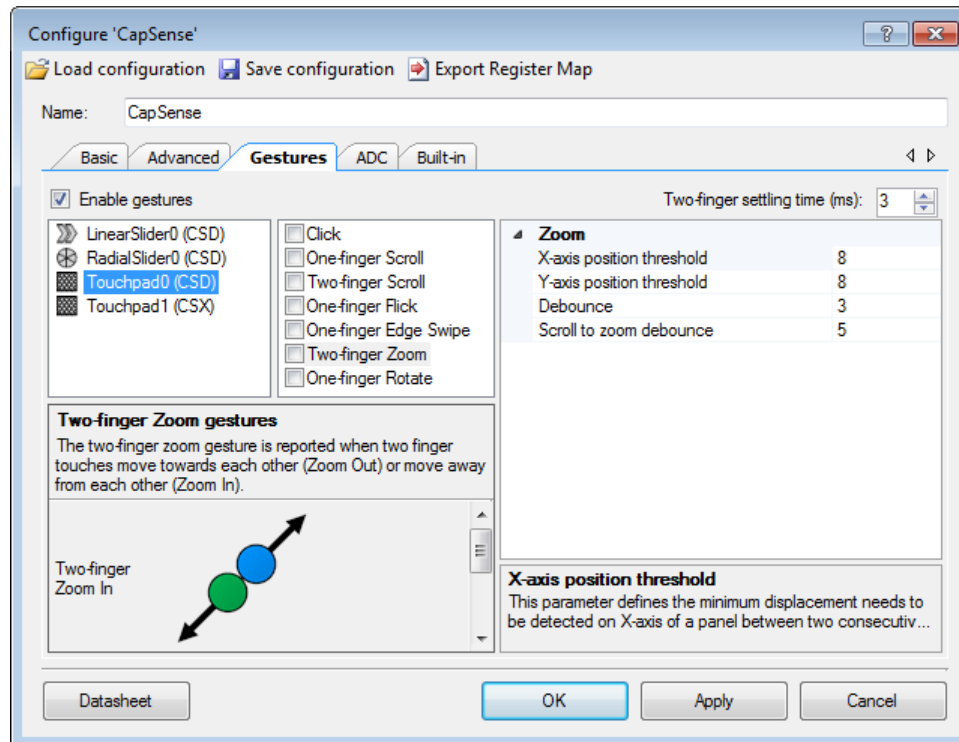 Configure 'CapSense'
Load configuration Save configuration Export Register Map
Name: CapSense
Basic Advanced Gestures ADC Built-in
Enable gestures Two-finger settling time (ms): 3
LinearSlider0 (CSD)
RadialSlider0 (CSD)
Touchpad0 (CSD)
Touchpad1 (CSX)
Click
One-finger Scroll
Two-finger Scroll
One-finger Flick
One-finger Edge Swipe
Two-finger Zoom
One-finger Rotate
Zoom
X-axis position threshold 8
Y-axis position threshold 8
Debounce 3
Scroll to zoom debounce 5
Two-finger Zoom gestures
The two-finger zoom gesture is reported when two finger
touches move towards each other (Zoom Out) or move away
from each other (Zoom In).
Two-finger
Zoom In
X-axis position threshold
This parameter defines the minimum displacement needs to
be detected on X-axis of a panel between two consecutiv...
Datasheet OK Apply Cancel